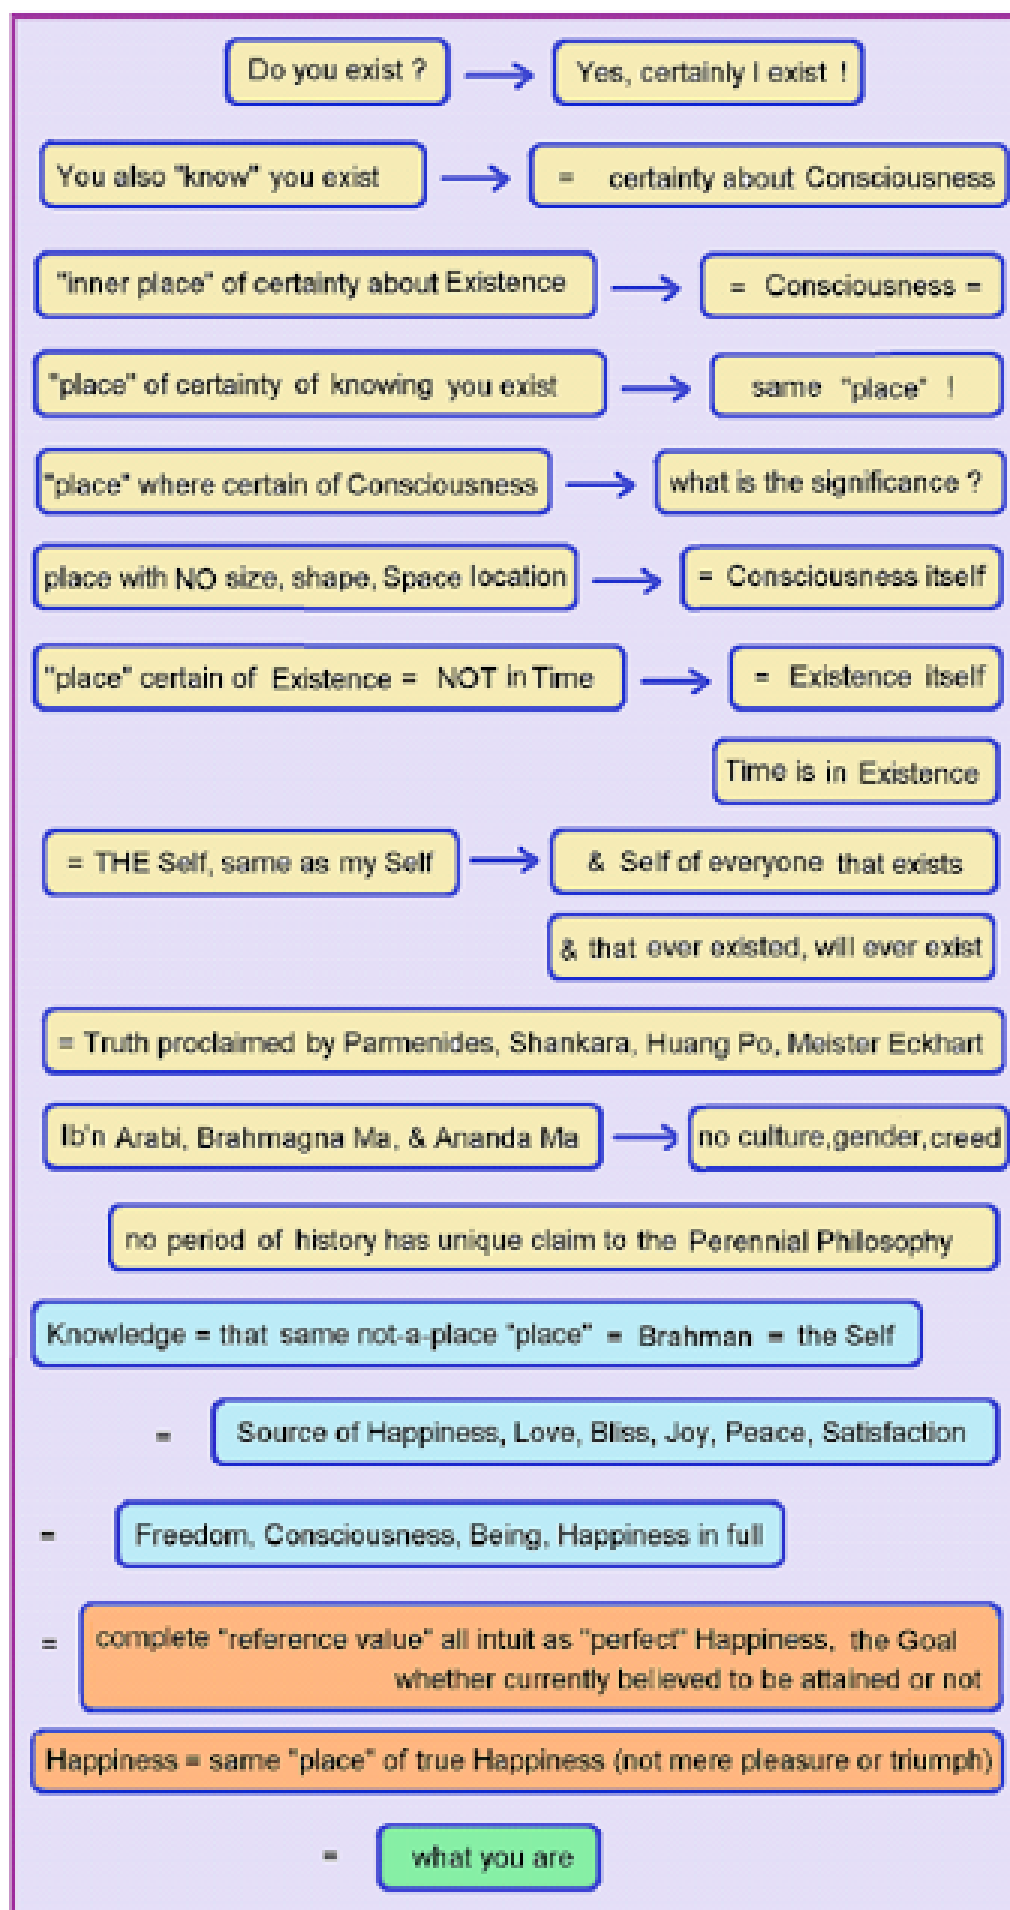 Do you exist ? → Yes, certainly I exist !
You also "know" you exist → = certainty about Consciousness
"inner place" of certainty about Existence → = Consciousness =
"place" of certainty of knowing you exist → same "place" !
"place" where certain of Consciousness → what is the significance ?
place with NO size, shape, Space location → = Consciousness itself
"place" certain of Existence = NOT in Time → = Existence itself
Time is in Existence
= THE Self, same as my Self → & Self of everyone that exists
& that ever existed, will ever exist
= Truth proclaimed by Parmenides, Shankara, Huang Po, Meister Eckhart
Ib'n Arabi, Brahmagna Ma, & Ananda Ma → no culture, gender, creed
no period of history has unique claim to the Perennial Philosophy
Knowledge = that same not-a-place "place" = Brahman = the Self
= Source of Happiness, Love, Bliss, Joy, Peace, Satisfaction
= Freedom, Consciousness, Being, Happiness in full
= complete "reference value" all intuit as "perfect" Happiness, the Goal
whether currently believed to be attained or not
Happiness = same "place" of true Happiness (not mere pleasure or triumph)
= what you are